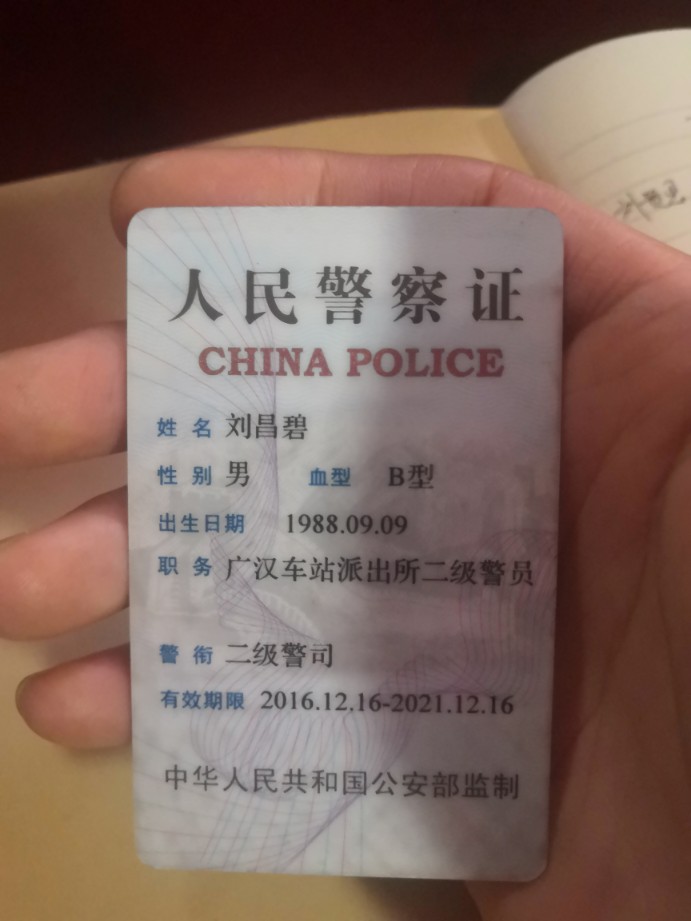 人民警察证
CHINA POLICE
姓名 刘昌碧
性别 男 血型 B型
出生日期 1988.09.09
职务 广汉车站派出所二级警员
警衔 二级警司
有效期限 2016.12.16-2021.12.16
中华人民共和国公安部监制